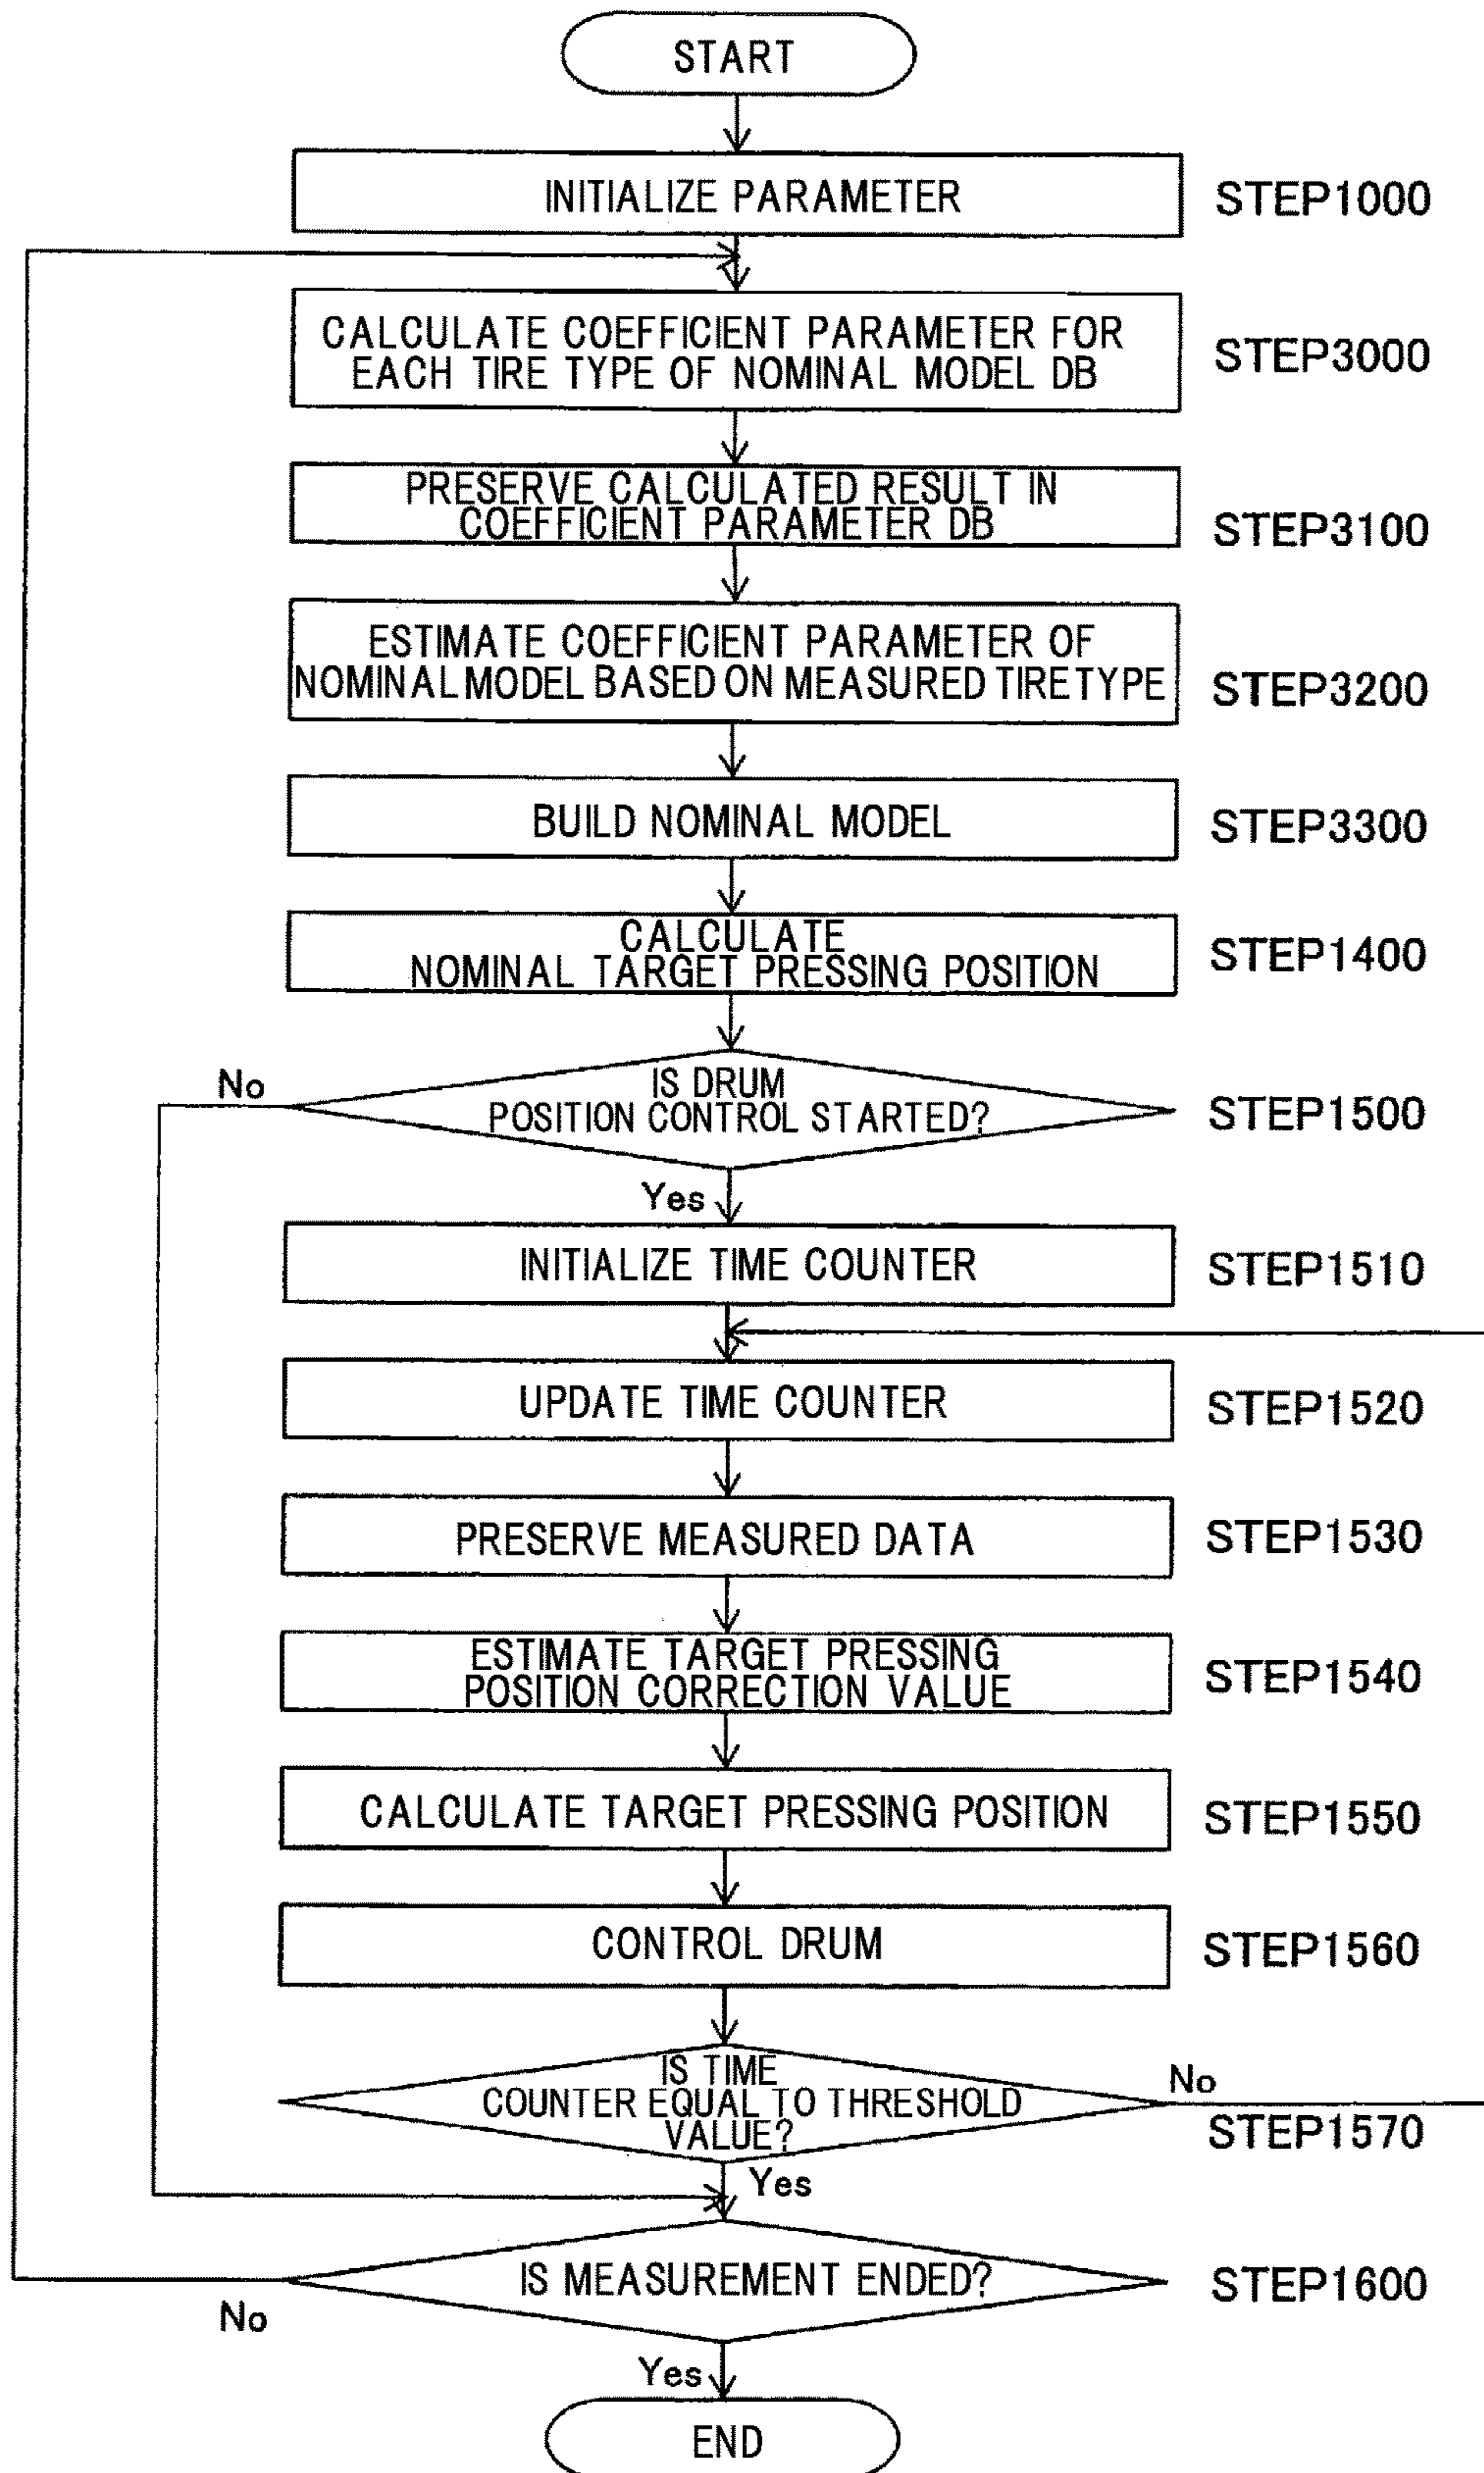 START
INITIALIZE PARAMETER
STEP1000
CALCULATE COEFFICIENT PARAMETER FOR
EACH TIRE TYPE OF NOMINAL MODEL DB
STEP3000
PRESERVE CALCULATED RESULT IN
COEFFICIENT PARAMETER DB
STEP3100
ESTIMATE COEFFICIENT PARAMETER OF
NOMINAL MODEL BASED ON MEASURED TIRE TYPE
STEP3200
BUILD NOMINAL MODEL
STEP3300
CALCULATE
NOMINAL TARGET PRESSING POSITION
STEP1400
No
IS DRUM
POSITION CONTROL STARTED?
STEP1500
Yes
INITIALIZE TIME COUNTER
STEP1510
UPDATE TIME COUNTER
STEP1520
PRESERVE MEASURED DATA
STEP1530
ESTIMATE TARGET PRESSING
POSITION CORRECTION VALUE
STEP1540
CALCULATE TARGET PRESSING POSITION
STEP1550
CONTROL DRUM
STEP1560
IS TIME
COUNTER EQUAL TO THRESHOLD
VALUE?
No
STEP1570
Yes
IS MEASUREMENT ENDED?
STEP1600
No
Yes
END